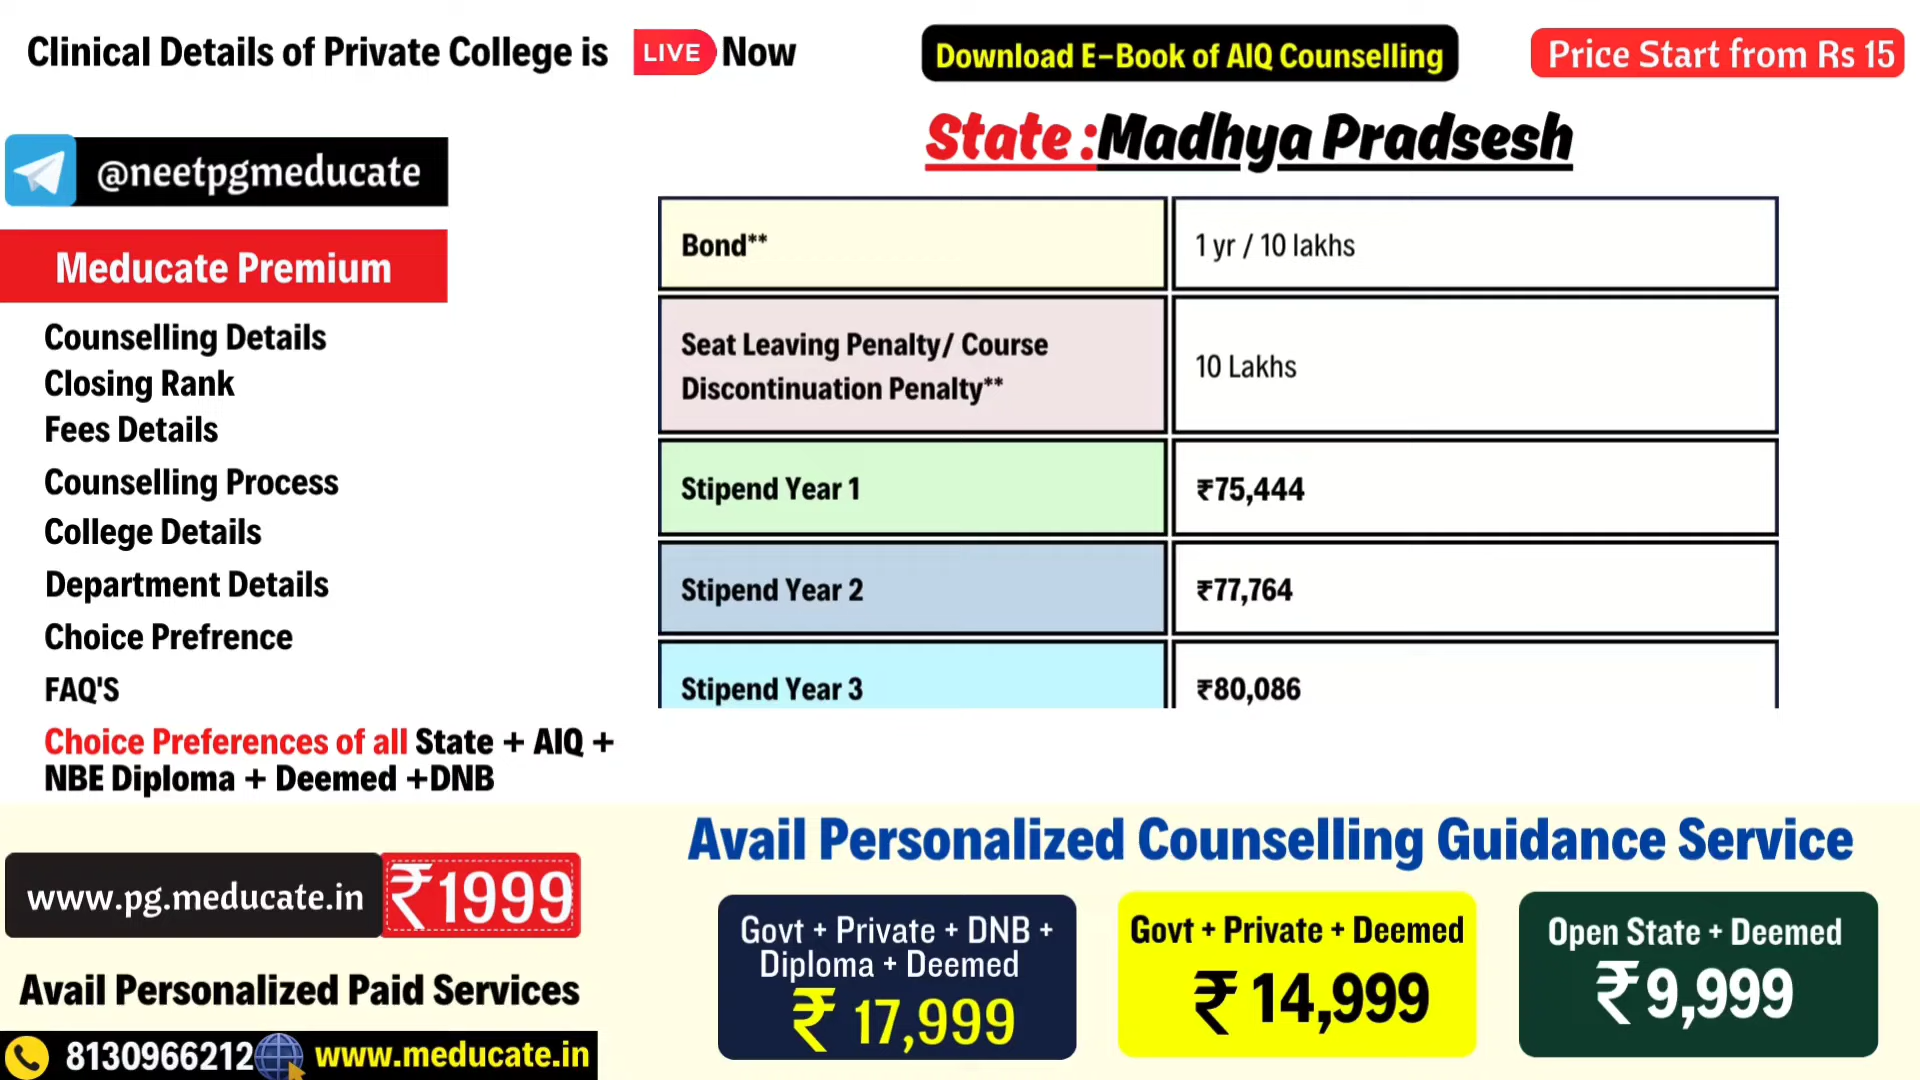 Clinical Details of Private College is LIVE Now
Download E-Book of AIQ Counselling
Price Start from Rs 15
State :Madhya Pradsesh
@neetpgmeducate
Meducate Premium
Counselling Details
Closing Rank
Fees Details
Counselling Process
College Details
Department Details
Choice Prefrence
FAQ'S
Choice Preferences of all State + AIQ +
NBE Diploma + Deemed +DNB
Bond** 1 yr / 10 lakhs
Seat Leaving Penalty/ Course
Discontinuation Penalty** 10 Lakhs
Stipend Year 1 ₹75,444
Stipend Year 2 ₹77,764
Stipend Year 3 ₹80,086
www.pg.meducate.in ₹1999
Avail Personalized Paid Services
8130966212 www.meducate.in
Avail Personalized Counselling Guidance Service
Govt + Private + DNB +
Diploma + Deemed
₹ 17,999
Govt + Private + Deemed
₹ 14,999
Open State + Deemed
₹9,999